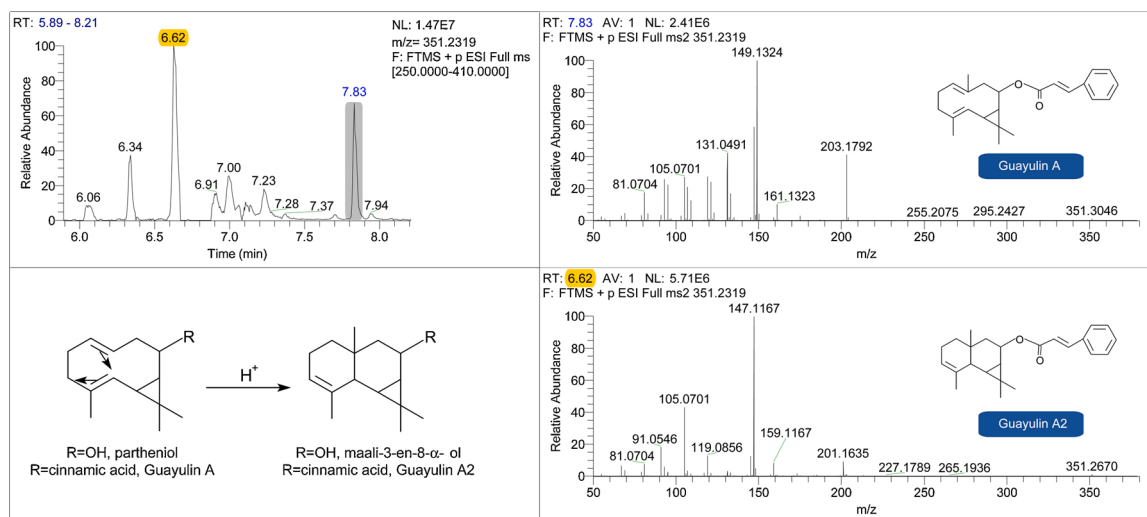 RT: 5.89 - 8.21
NL: 1.47E7
m/z= 351.2319
F: FTMS + p ESI Full ms
[250.0000-410.0000]
Relative Abundance
100
80
60
40
20
0
6.62
7.83
6.34
7.00
6.91
7.23
6.06
7.28
7.37
7.94
6.0
6.5
7.0
7.5
8.0
Time (min)
RT: 7.83 AV: 1 NL: 2.41E6
F: FTMS + p ESI Full ms2 351.2319
Relative Abundance
100
80
60
40
20
0
149.1324
131.0491
203.1792
105.0701
81.0704
161.1323
255.2075
295.2427
351.3046
50
100
150
200
250
300
350
m/z
O
O
Guayulin A
R
H+
R
R=OH, partheniol
R=cinnamic acid, Guayulin A
R=OH, maali-3-en-8-α- ol
R=cinnamic acid, Guayulin A2
RT: 6.62 AV: 1 NL: 5.71E6
F: FTMS + p ESI Full ms2 351.2319
Relative Abundance
100
80
60
40
20
0
147.1167
105.0701
91.0546
119.0856
159.1167
81.0704
201.1635
227.1789
265.1936
351.2670
50
100
150
200
250
300
350
m/z
O
O
Guayulin A2